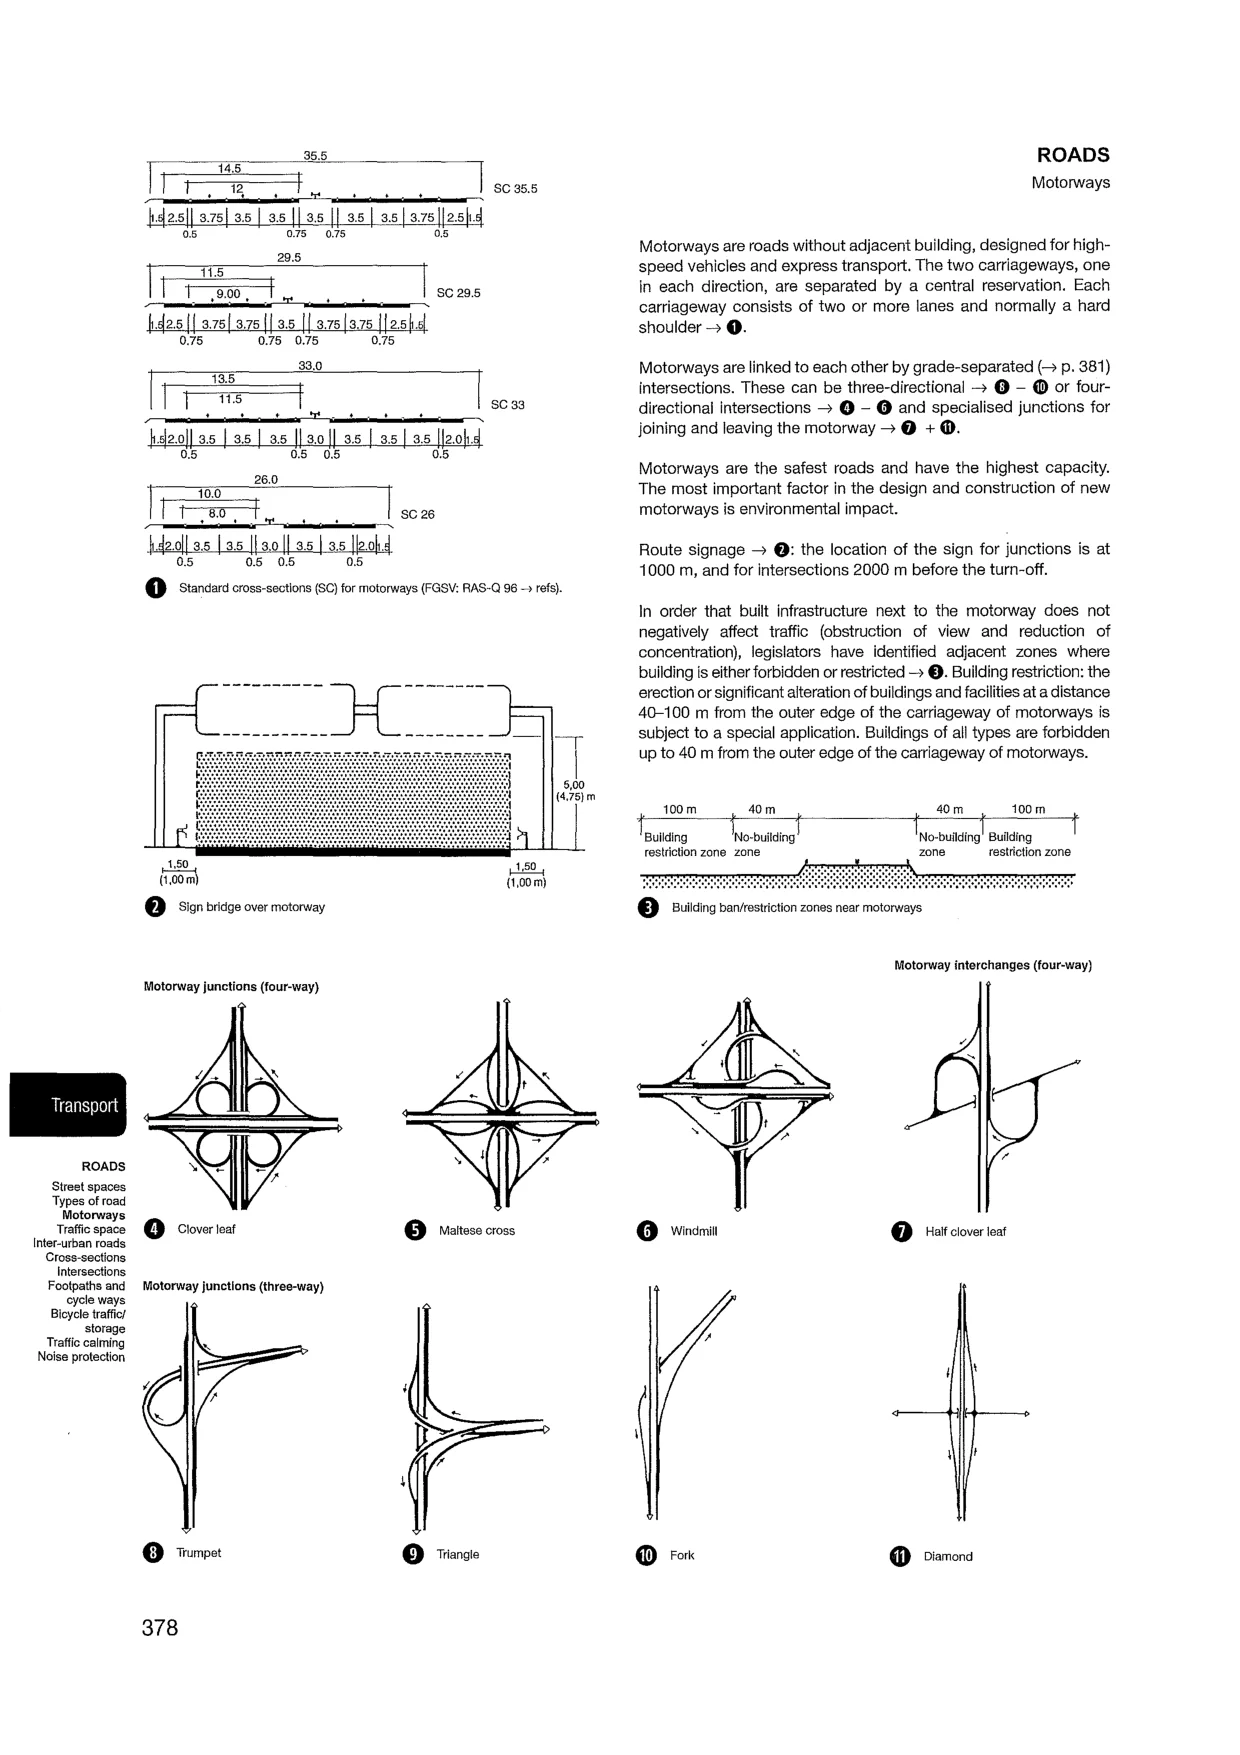 ROADS
Motorways
35.5
14.5
12
SC 35.5
1.5 2.5 3.75 3.5 3.5 3.5 3.5 3.5 3.75 2.5 1.5
0.5 0.75 0.75 0.5
29.5
11.5
9.00
SC 29.5
1.5 2.5 3.75 3.75 3.5 3.75 3.75 2.5 1.5
0.75 0.75 0.75 0.75
33.0
13.5
11.5
SC 33
1.5 2.0 3.5 3.5 3.5 3.0 3.5 3.5 3.5 2.0 1.5
0.5 0.5 0.5 0.5
26.0
10.0
8.0
SC 26
1.5 2.0 3.5 3.5 3.0 3.5 3.5 2.0 1.5
0.5 0.5 0.5 0.5
1 Standard cross-sections (SC) for motorways (FGSV: RAS-Q 96 → refs).
5,00
(4,75) m
1,50
(1,00 m)
1,50
(1,00 m)
2 Sign bridge over motorway
Motorways are roads without adjacent building, designed for high-
speed vehicles and express transport. The two carriageways, one
in each direction, are separated by a central reservation. Each
carriageway consists of two or more lanes and normally a hard
shoulder → 1.
Motorways are linked to each other by grade-separated (→ p. 381)
intersections. These can be three-directional → 8 – 10 or four-
directional intersections → 4 – 6 and specialised junctions for
joining and leaving the motorway → 7 + 11.
Motorways are the safest roads and have the highest capacity.
The most important factor in the design and construction of new
motorways is environmental impact.
Route signage → 2: the location of the sign for junctions is at
1000 m, and for intersections 2000 m before the turn-off.
In order that built infrastructure next to the motorway does not
negatively affect traffic (obstruction of view and reduction of
concentration), legislators have identified adjacent zones where
building is either forbidden or restricted → 3. Building restriction: the
erection or significant alteration of buildings and facilities at a distance
40–100 m from the outer edge of the carriageway of motorways is
subject to a special application. Buildings of all types are forbidden
up to 40 m from the outer edge of the carriageway of motorways.
100 m 40 m 40 m 100 m
Building No-building No-building Building
restriction zone zone zone restriction zone
3 Building ban/restriction zones near motorways
Motorway junctions (four-way)
Motorway interchanges (four-way)
4 Clover leaf
5 Maltese cross
6 Windmill
7 Half clover leaf
Motorway junctions (three-way)
8 Trumpet
9 Triangle
10 Fork
11 Diamond
Transport
ROADS
Street spaces
Types of road
Motorways
Traffic space
Inter-urban roads
Cross-sections
Intersections
Footpaths and
cycle ways
Bicycle traffic/
storage
Traffic calming
Noise protection
378